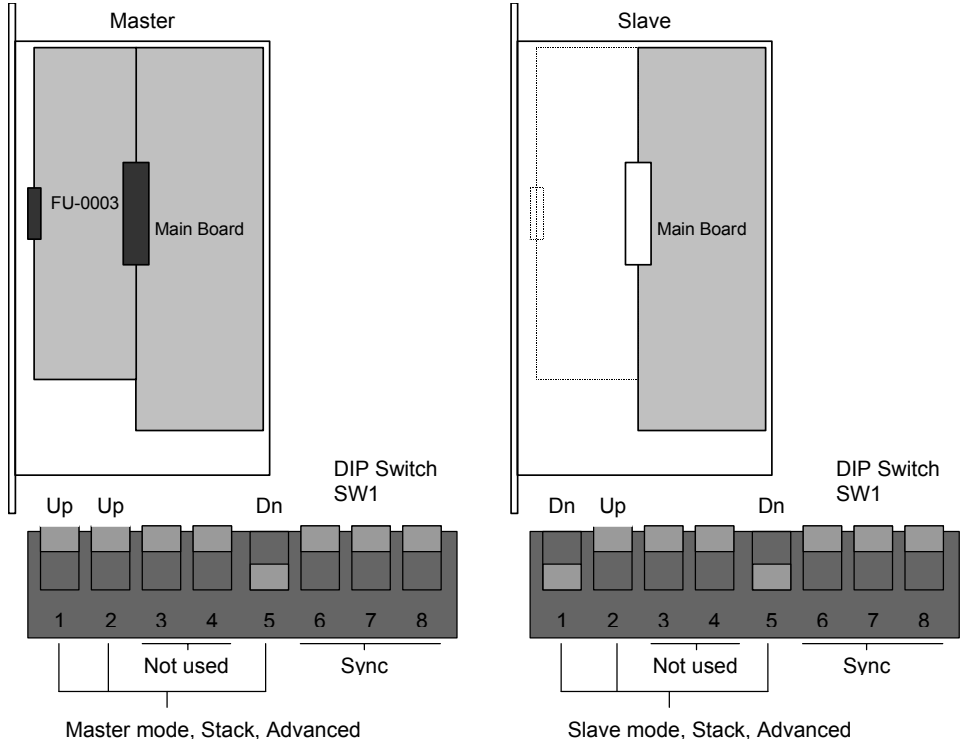 Master
FU-0003
Main Board
DIP Switch
SW1
Up Up Dn
1 2 3 4 5 6 7 8
Not used Sync
Master mode, Stack, Advanced
Slave
Main Board
DIP Switch
SW1
Dn Up Dn
1 2 3 4 5 6 7 8
Not used Sync
Slave mode, Stack, Advanced